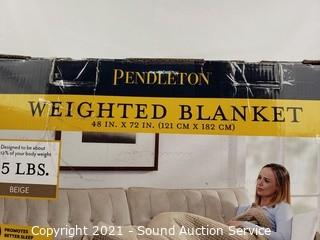 PENDLETON
WEIGHTED BLANKET
48 IN. X 72 IN. (121 CM X 182 CM)
Designed to be about
of your body weight
5 LBS.
BEIGE
PROMOTES
BETTER SLEEP
Copyright 2021 - Sound Auction Service